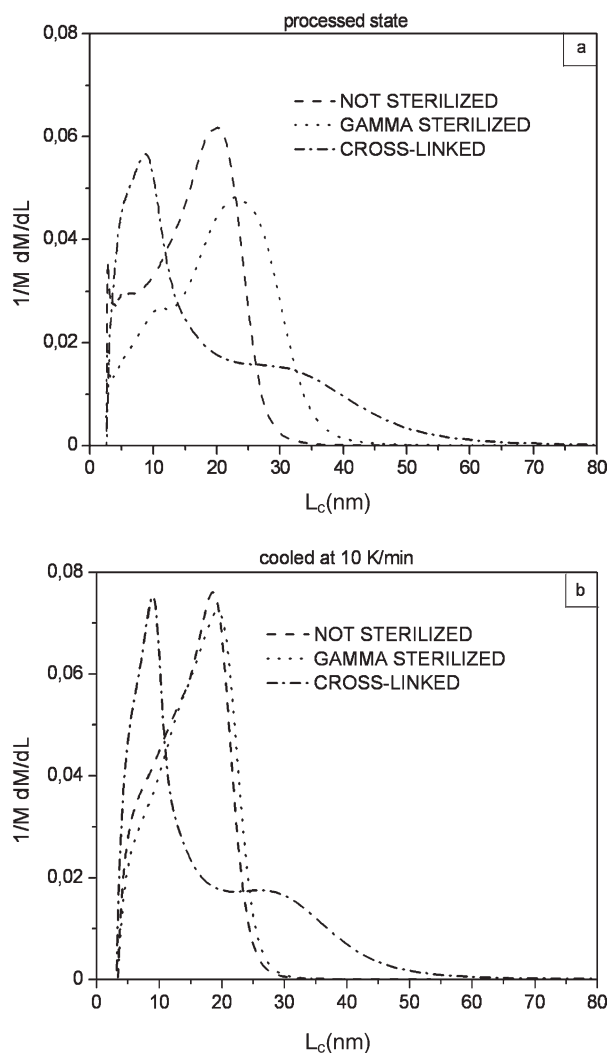 processed state
a
NOT STERILIZED
GAMMA STERILIZED
CROSS-LINKED
0,08
0,06
0,04
0,02
0
1/M dM/dL
0 10 20 30 40 50 60 70 80
Lc(nm)
cooled at 10 K/min
b
NOT STERILIZED
GAMMA STERILIZED
CROSS-LINKED
0,08
0,06
0,04
0,02
0
1/M dM/dL
0 10 20 30 40 50 60 70 80
Lc(nm)